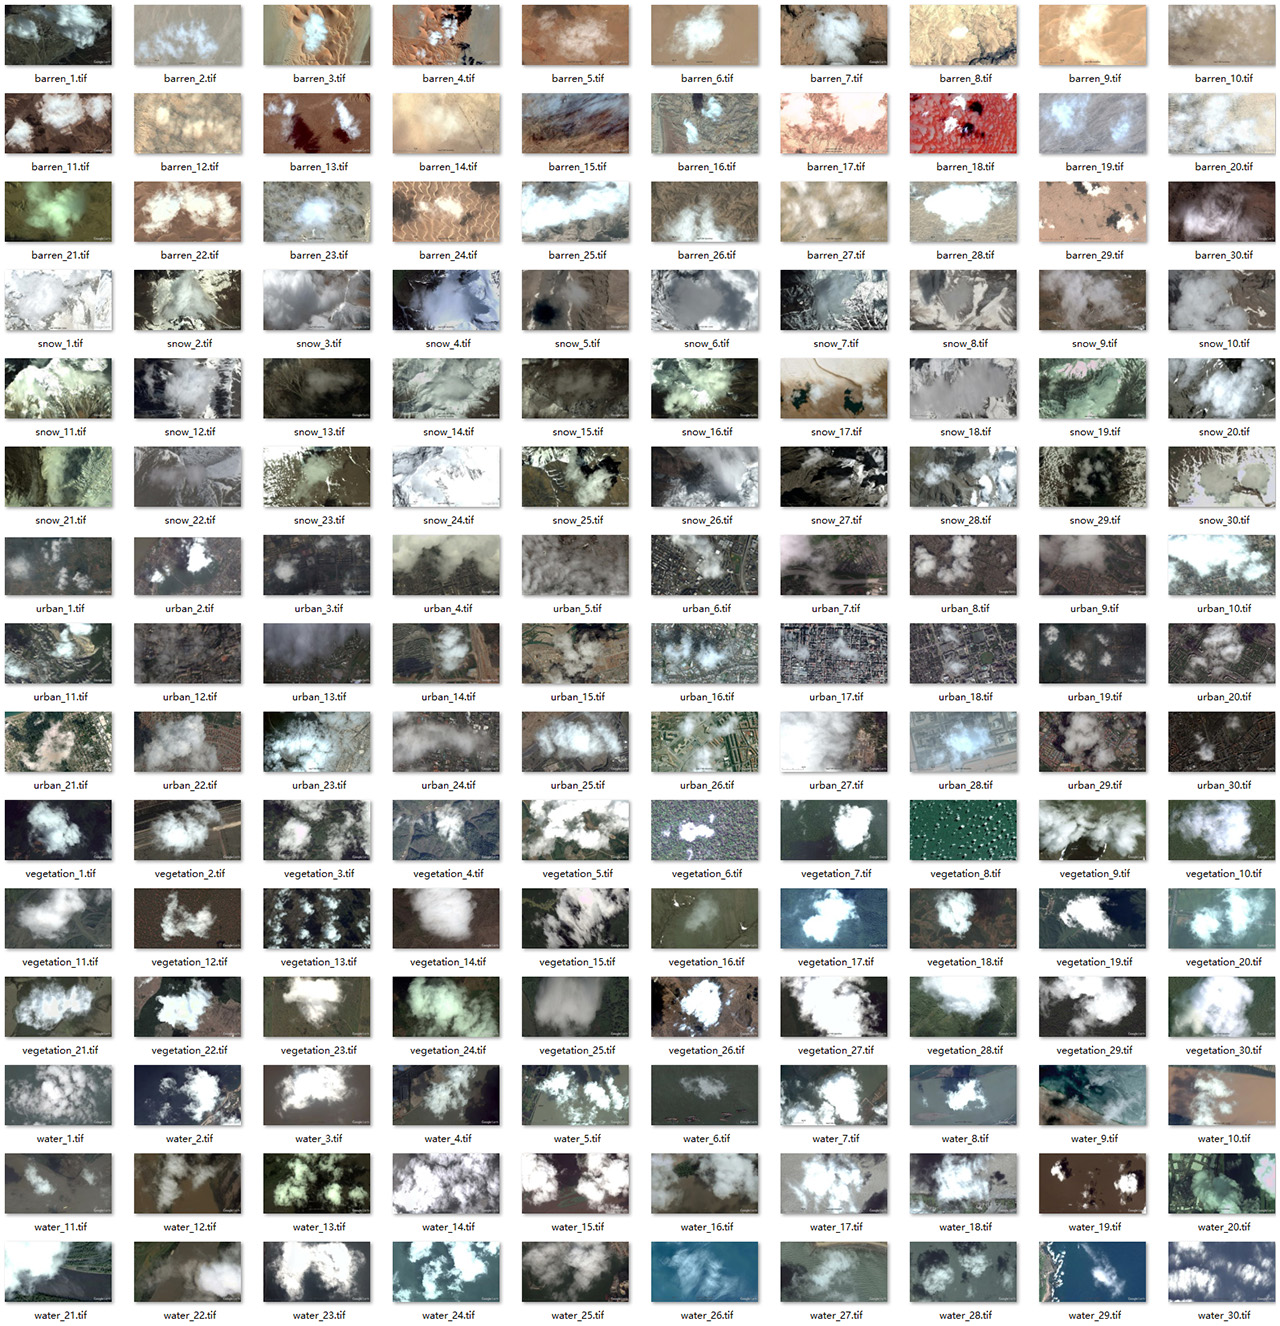 barren_1.tif barren_2.tif barren_3.tif barren_4.tif barren_5.tif barren_6.tif barren_7.tif barren_8.tif barren_9.tif barren_10.tif
barren_11.tif barren_12.tif barren_13.tif barren_14.tif barren_15.tif barren_16.tif barren_17.tif barren_18.tif barren_19.tif barren_20.tif
barren_21.tif barren_22.tif barren_23.tif barren_24.tif barren_25.tif barren_26.tif barren_27.tif barren_28.tif barren_29.tif barren_30.tif
snow_1.tif snow_2.tif snow_3.tif snow_4.tif snow_5.tif snow_6.tif snow_7.tif snow_8.tif snow_9.tif snow_10.tif
snow_11.tif snow_12.tif snow_13.tif snow_14.tif snow_15.tif snow_16.tif snow_17.tif snow_18.tif snow_19.tif snow_20.tif
snow_21.tif snow_22.tif snow_23.tif snow_24.tif snow_25.tif snow_26.tif snow_27.tif snow_28.tif snow_29.tif snow_30.tif
urban_1.tif urban_2.tif urban_3.tif urban_4.tif urban_5.tif urban_6.tif urban_7.tif urban_8.tif urban_9.tif urban_10.tif
urban_11.tif urban_12.tif urban_13.tif urban_14.tif urban_15.tif urban_16.tif urban_17.tif urban_18.tif urban_19.tif urban_20.tif
urban_21.tif urban_22.tif urban_23.tif urban_24.tif urban_25.tif urban_26.tif urban_27.tif urban_28.tif urban_29.tif urban_30.tif
vegetation_1.tif vegetation_2.tif vegetation_3.tif vegetation_4.tif vegetation_5.tif vegetation_6.tif vegetation_7.tif vegetation_8.tif vegetation_9.tif vegetation_10.tif
vegetation_11.tif vegetation_12.tif vegetation_13.tif vegetation_14.tif vegetation_15.tif vegetation_16.tif vegetation_17.tif vegetation_18.tif vegetation_19.tif vegetation_20.tif
vegetation_21.tif vegetation_22.tif vegetation_23.tif vegetation_24.tif vegetation_25.tif vegetation_26.tif vegetation_27.tif vegetation_28.tif vegetation_29.tif vegetation_30.tif
water_1.tif water_2.tif water_3.tif water_4.tif water_5.tif water_6.tif water_7.tif water_8.tif water_9.tif water_10.tif
water_11.tif water_12.tif water_13.tif water_14.tif water_15.tif water_16.tif water_17.tif water_18.tif water_19.tif water_20.tif
water_21.tif water_22.tif water_23.tif water_24.tif water_25.tif water_26.tif water_27.tif water_28.tif water_29.tif water_30.tif